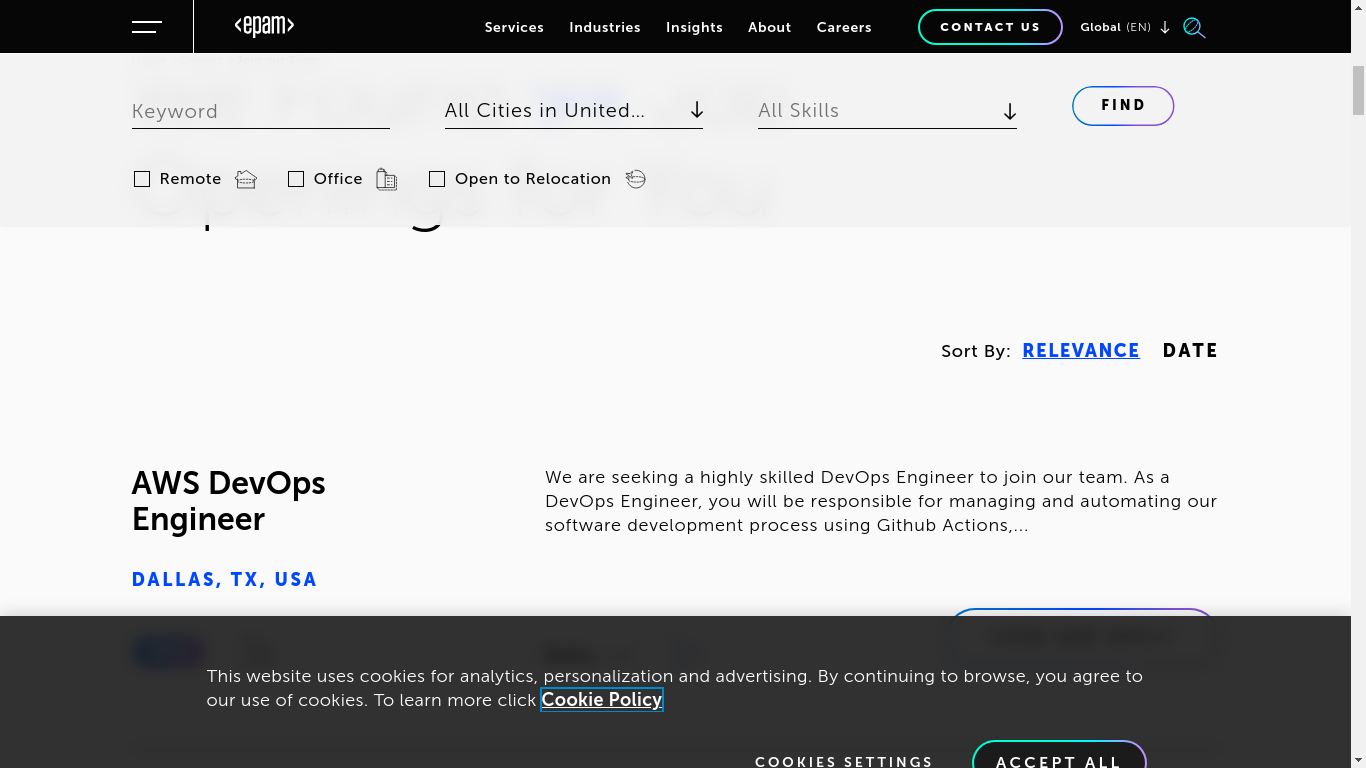 <epam>
Services
Industries
Insights
About
Careers
CONTACT US
Global (EN)
Keyword
All Cities in United...
All Skills
FIND
Remote
Office
Open to Relocation
Openings for You
Sort By: RELEVANCE DATE
AWS DevOps
Engineer
We are seeking a highly skilled DevOps Engineer to join our team. As a
DevOps Engineer, you will be responsible for managing and automating our
software development process using Github Actions,...
DALLAS, TX, USA
This website uses cookies for analytics, personalization and advertising. By continuing to browse, you agree to
our use of cookies. To learn more click Cookie Policy
COOKIES SETTINGS
ACCEPT ALL